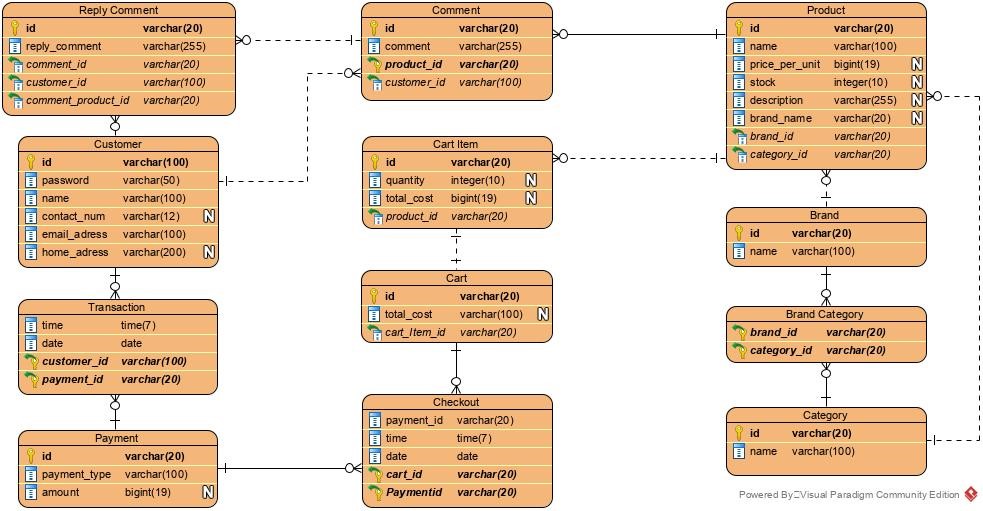 Reply Comment
id varchar(20)
reply_comment varchar(255)
comment_id varchar(20)
customer_id varchar(100)
comment_product_id varchar(20)
Customer
id varchar(100)
password varchar(50)
name varchar(100)
contact_num varchar(12) N
email_adress varchar(100)
home_adress varchar(200) N
Transaction
time time(7)
date date
customer_id varchar(100)
payment_id varchar(20)
Payment
id varchar(20)
payment_type varchar(100)
amount bigint(19) N
Comment
id varchar(20)
comment varchar(255)
product_id varchar(20)
customer_id varchar(100)
Cart Item
id varchar(20)
quantity integer(10) N
total_cost bigint(19) N
product_id varchar(20)
Cart
id varchar(20)
total_cost varchar(100) N
cart_Item_id varchar(20)
Checkout
payment_id varchar(20)
time time(7)
date date
cart_id varchar(20)
Paymentid varchar(20)
Product
id varchar(20)
name varchar(100)
price_per_unit bigint(19) N
stock integer(10) N
description varchar(255) N
brand_name varchar(20) N
brand_id varchar(20)
category_id varchar(20)
Brand
id varchar(20)
name varchar(100)
Brand Category
brand_id varchar(20)
category_id varchar(20)
Category
id varchar(20)
name varchar(100)
Powered By Visual Paradigm Community Edition